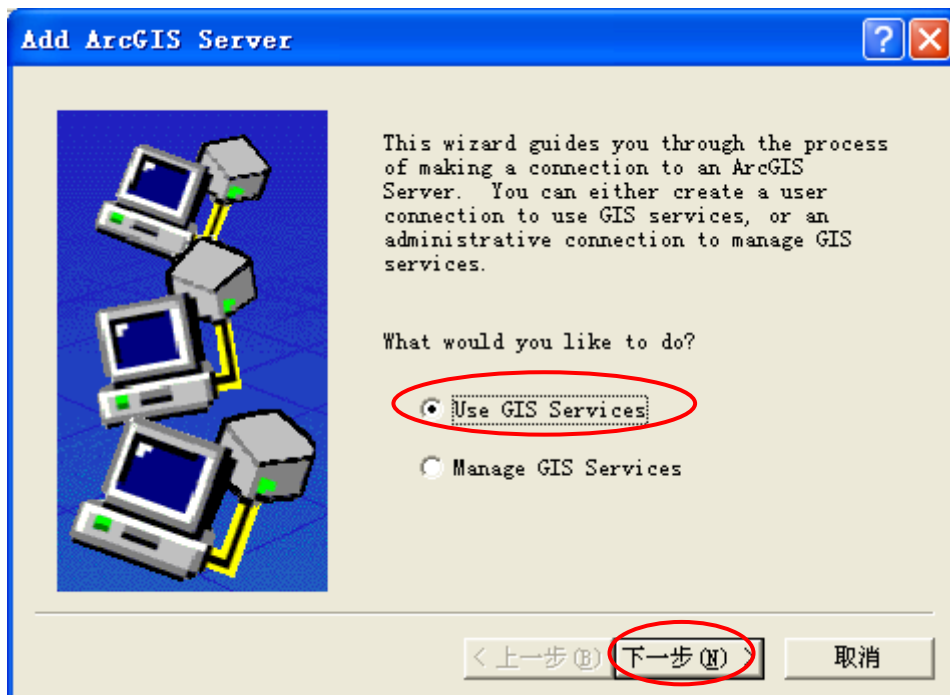 Add ArcGIS Server
This wizard guides you through the process
of making a connection to an ArcGIS
Server.  You can either create a user
connection to use GIS services, or an
administrative connection to manage GIS
services.
What would you like to do?
Use GIS Services
Manage GIS Services
< 上一步(B) 下一步(N) > 取消